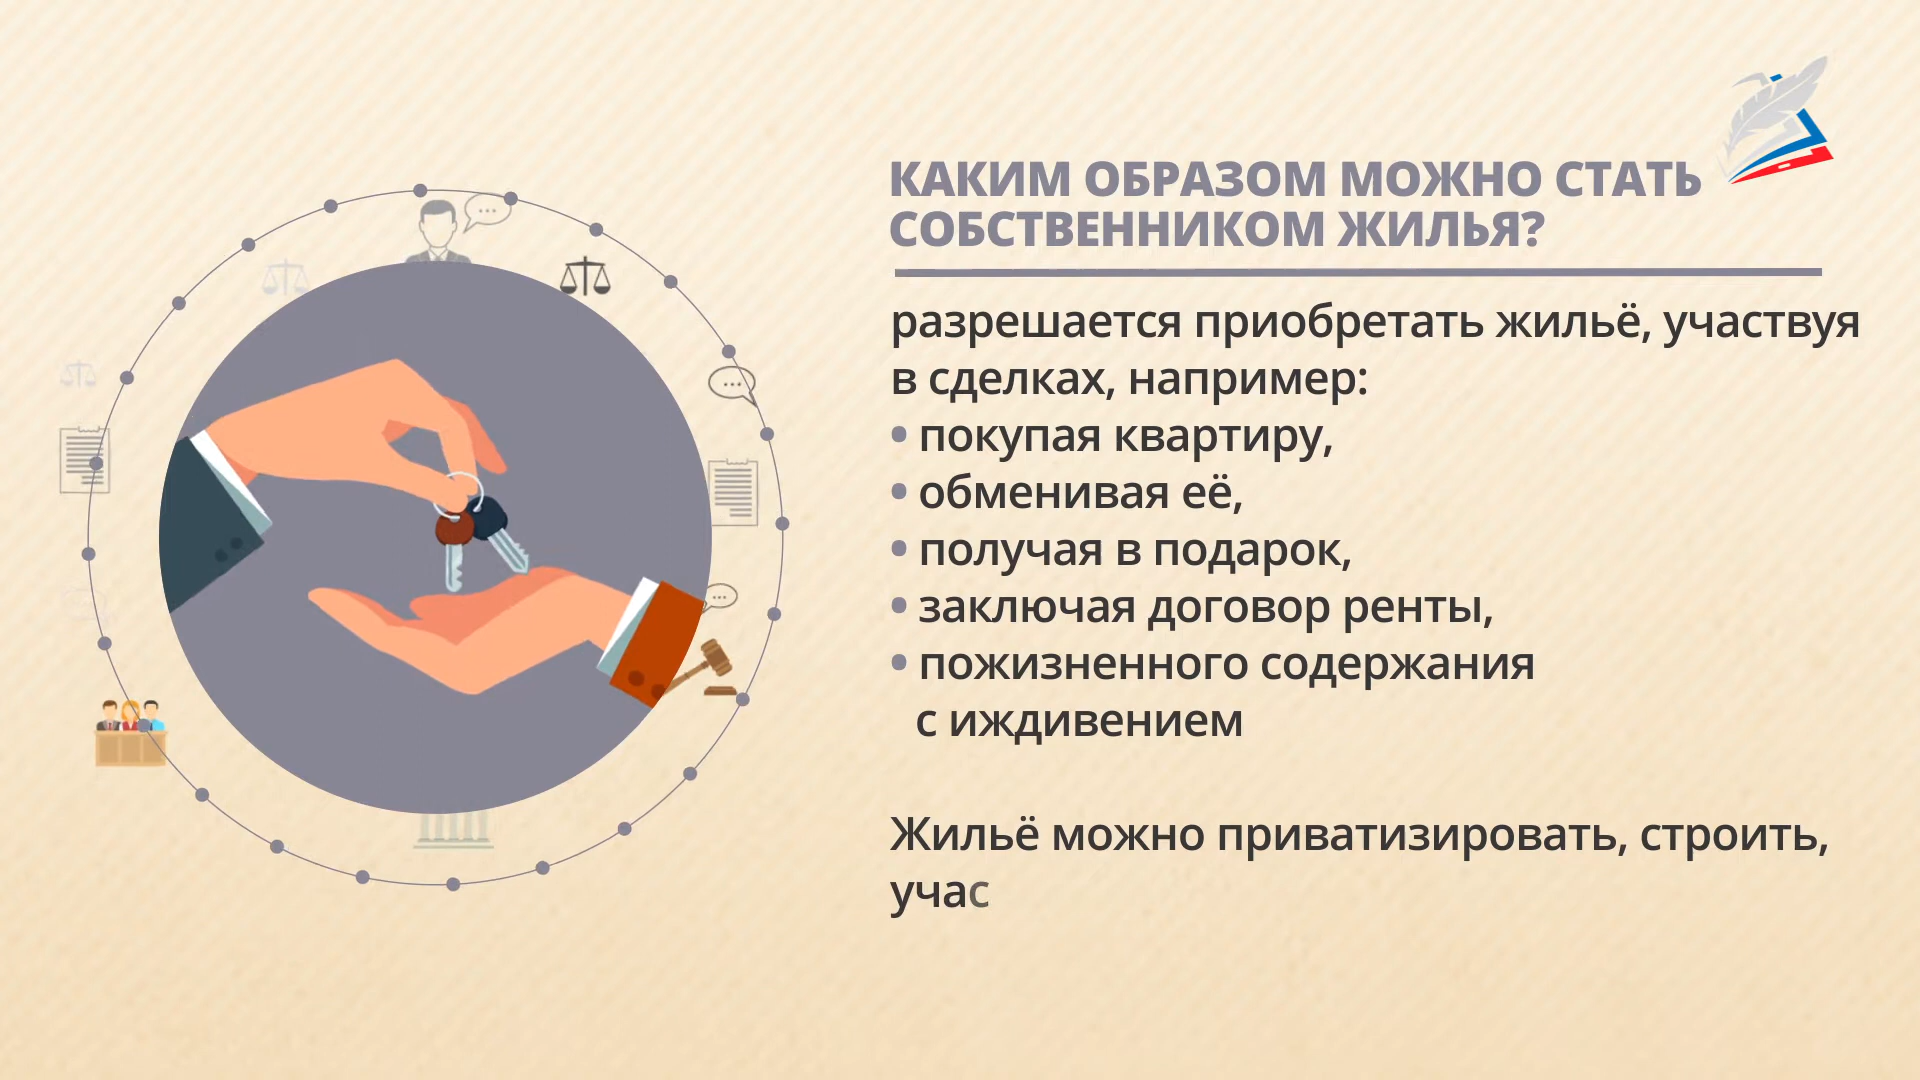 КАКИМ ОБРАЗОМ МОЖНО СТАТЬ
СОБСТВЕННИКОМ ЖИЛЬЯ?
разрешается приобретать жильё, участвуя
в сделках, например:
• покупая квартиру,
• обменивая её,
• получая в подарок,
• заключая договор ренты,
• пожизненного содержания
с иждивением
Жильё можно приватизировать, строить,
учас